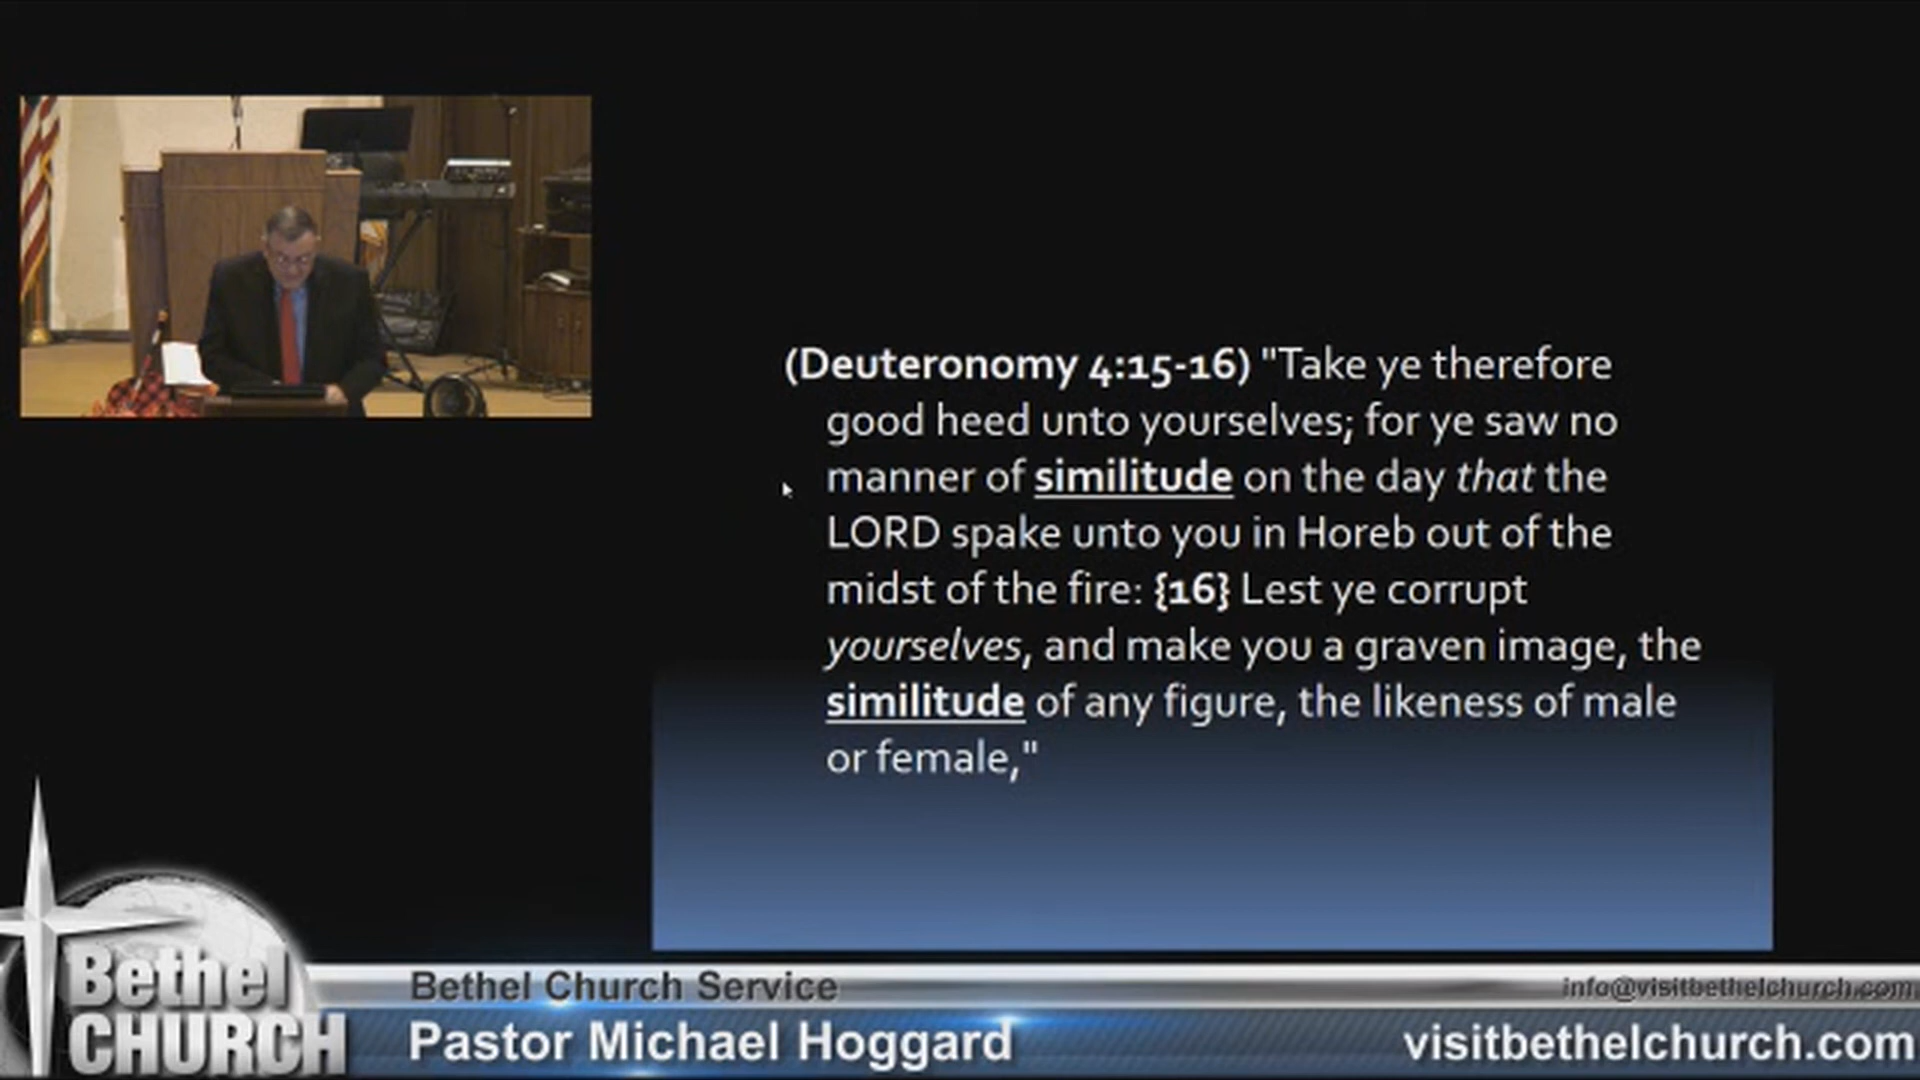 (Deuteronomy 4:15-16) "Take ye therefore
good heed unto yourselves; for ye saw no
manner of similitude on the day that the
LORD spake unto you in Horeb out of the
midst of the fire: {16} Lest ye corrupt
yourselves, and make you a graven image, the
similitude of any figure, the likeness of male
or female,"
Bethel
CHURCH
Bethel Church Service
info@visitbethelchurch.com
Pastor Michael Hoggard
visitbethelchurch.com